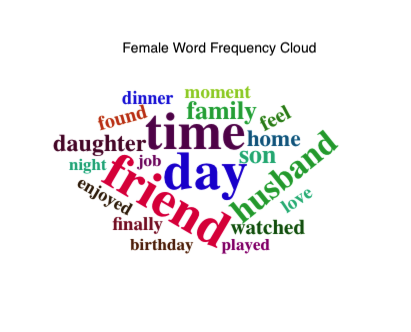 Female Word Frequency Cloud
dinner
moment
found
family
feel
daughter
time
home
night
job
day
son
husband
enjoyed
friend
love
finally
watched
birthday
played